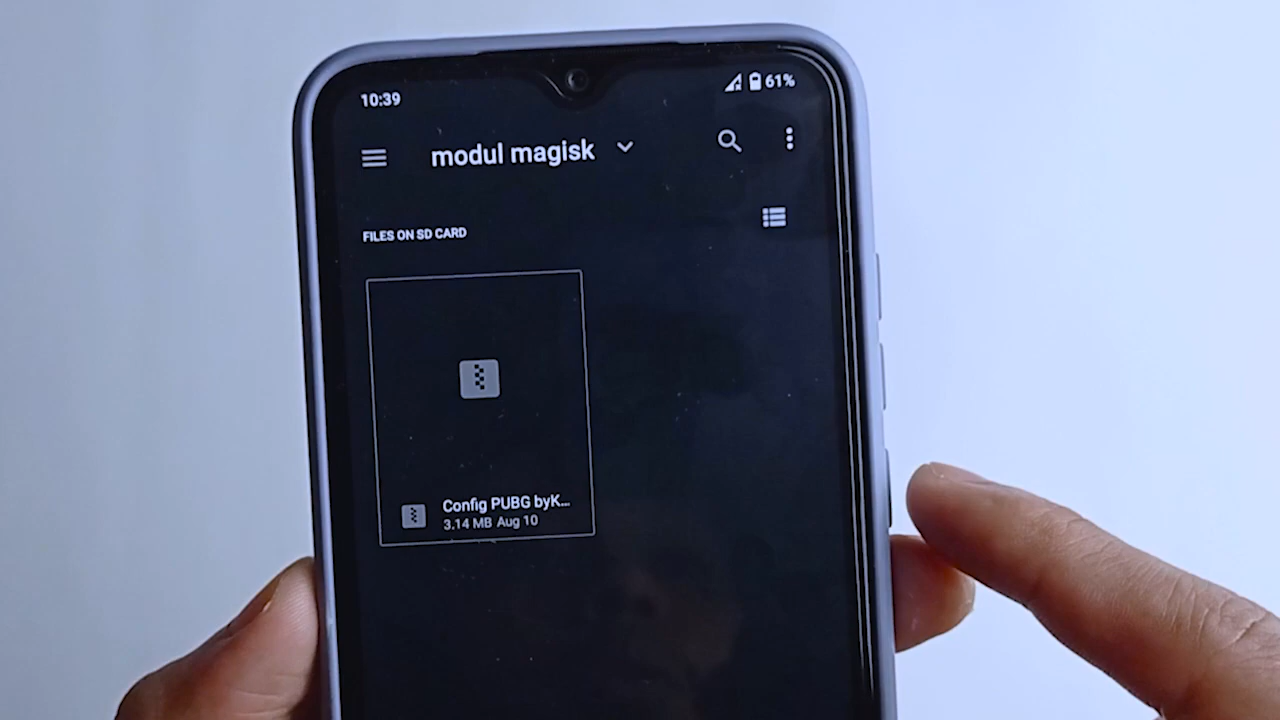 10:39
61%
modul magisk
FILES ON SD CARD
Config PUBG byK...
3.14 MB Aug 10